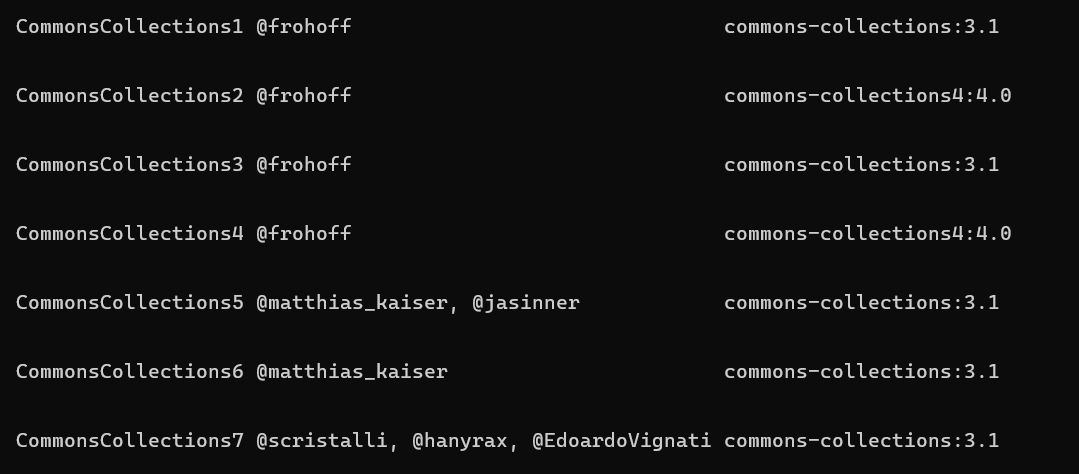 CommonsCollections1 @frohoff commons-collections:3.1
CommonsCollections2 @frohoff commons-collections4:4.0
CommonsCollections3 @frohoff commons-collections:3.1
CommonsCollections4 @frohoff commons-collections4:4.0
CommonsCollections5 @matthias_kaiser, @jasinner commons-collections:3.1
CommonsCollections6 @matthias_kaiser commons-collections:3.1
CommonsCollections7 @scristalli, @hanyrax, @EdoardoVignati commons-collections:3.1